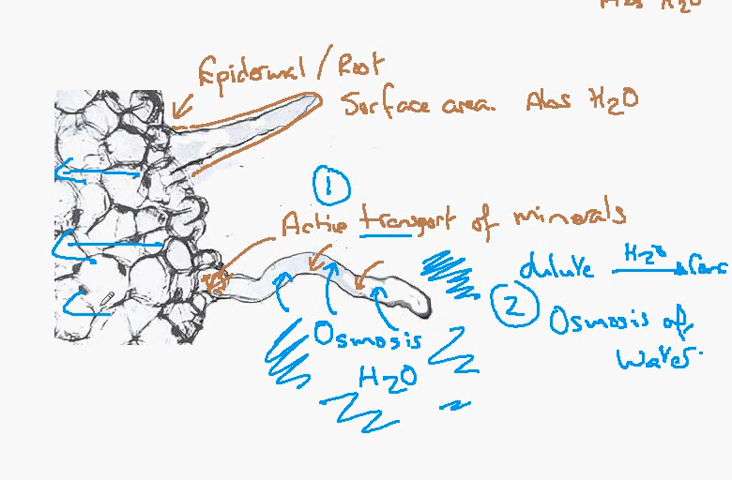 Epidermal / Root
Surface area. Abs H2O
1
Active transport of minerals
dilute H2O Conc
2
Osmosis of
Water.
Osmosis
H2O